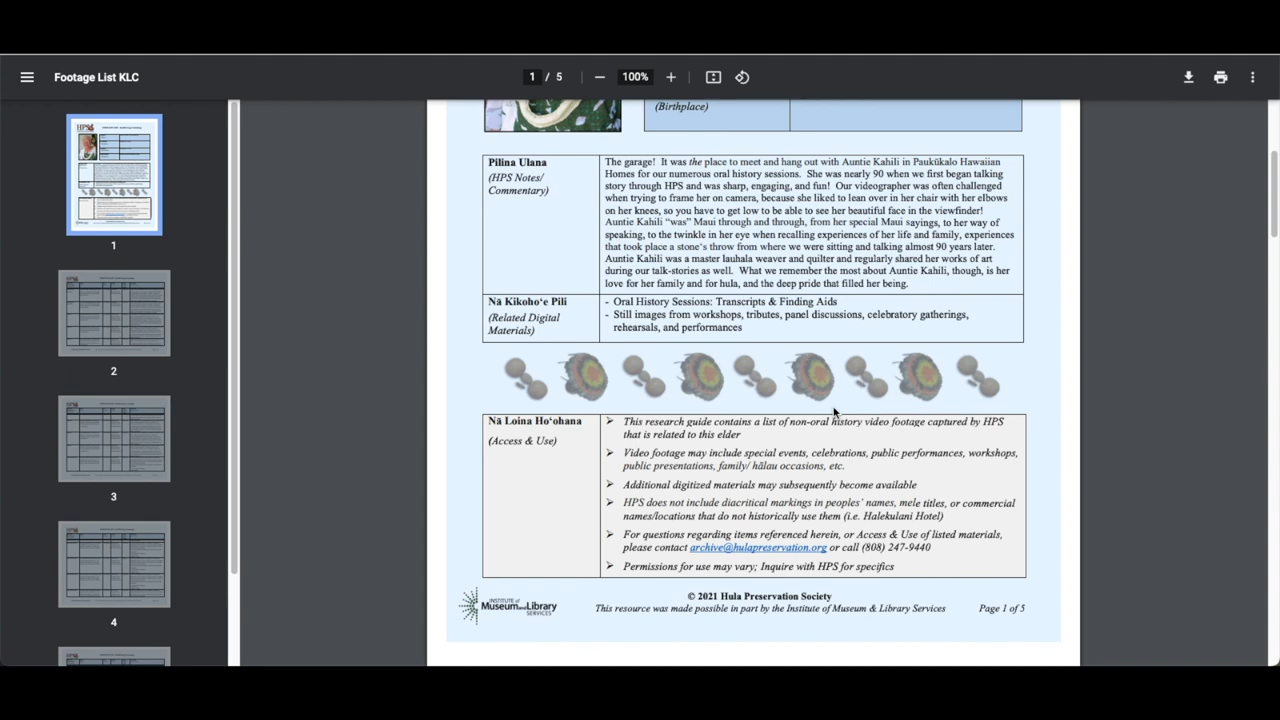 Footage List KLC
1 / 5
100%
(Birthplace)
Pilina Ulana
(HPS Notes/
Commentary)
The garage! It was the place to meet and hang out with Auntie Kahili in Paukūkalo Hawaiian
Homes for our numerous oral history sessions. She was nearly 90 when we first began talking
story through HPS and was sharp, engaging, and fun! Our videographer was often challenged
when trying to frame her on camera, because she liked to lean over in her chair with her elbows
on her knees, so you have to get low to be able to see her beautiful face in the viewfinder!
Auntie Kahili "was" Maui through and through, from her special Maui sayings, to her way of
speaking, to the twinkle in her eye when recalling experiences of her life and family, experiences
that took place a stone's throw from where we were sitting and talking almost 90 years later.
Auntie Kahili was a master lauhala weaver and quilter and regularly shared her works of art
during our talk-stories as well. What we remember the most about Auntie Kahili, though, is her
love for her family and for hula, and the deep pride that filled her being.
Nā Kikohoʻe Pili
(Related Digital
Materials)
- Oral History Sessions: Transcripts & Finding Aids
- Still images from workshops, tributes, panel discussions, celebratory gatherings,
rehearsals, and performances
Nā Loina Hoʻohana
(Access & Use)
➢ This research guide contains a list of non-oral history video footage captured by HPS
that is related to this elder
➢ Video footage may include special events, celebrations, public performances, workshops,
public presentations, family/ hālau occasions, etc.
➢ Additional digitized materials may subsequently become available
➢ HPS does not include diacritical markings in peoples' names, mele titles, or commercial
names/locations that do not historically use them (i.e. Halekulani Hotel)
➢ For questions regarding items referenced herein, or Access & Use of listed materials,
please contact archive@hulapreservation.org or call (808) 247-9440
➢ Permissions for use may vary; Inquire with HPS for specifics
INSTITUTE of
Museum and Library
SERVICES
© 2021 Hula Preservation Society
This resource was made possible in part by the Institute of Museum & Library Services
Page 1 of 5
HPS
1
2
3
4